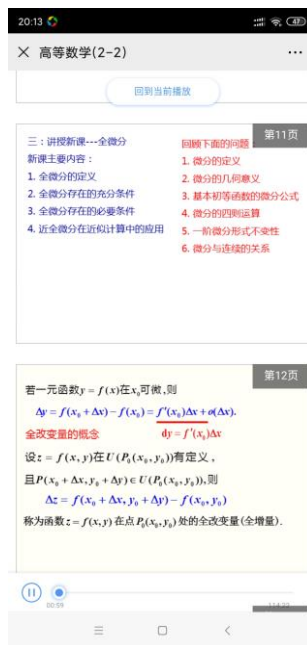 20:13
47
高等数学(2-2)
回到当前播放
第11页
三：讲授新课---全微分
新课主要内容：
1. 全微分的定义
2. 全微分存在的充分条件
3. 全微分存在的必要条件
4. 近全微分在近似计算中的应用
回顾下面的问题
1. 微分的定义
2. 微分的几何意义
3. 基本初等函数的微分公式
4. 微分的四则运算
5. 一阶微分形式不变性
6. 微分与连续的关系
第12页
若一元函数y = f (x)在x₀可微,则
Δy = f(x₀ + Δx) − f(x₀) = f′(x₀)Δx + o(Δx).
全改变量的概念 dy = f′(x₀)Δx
设z = f(x, y)在U(P₀(x₀, y₀))有定义，
且P(x₀ + Δx, y₀ + Δy) ∈ U(P₀(x₀, y₀)),则
Δz = f(x₀ + Δx, y₀ + Δy) − f(x₀, y₀)
称为函数z = f(x, y)在点P₀(x₀, y₀)处的全改变量(全增量).
00:59